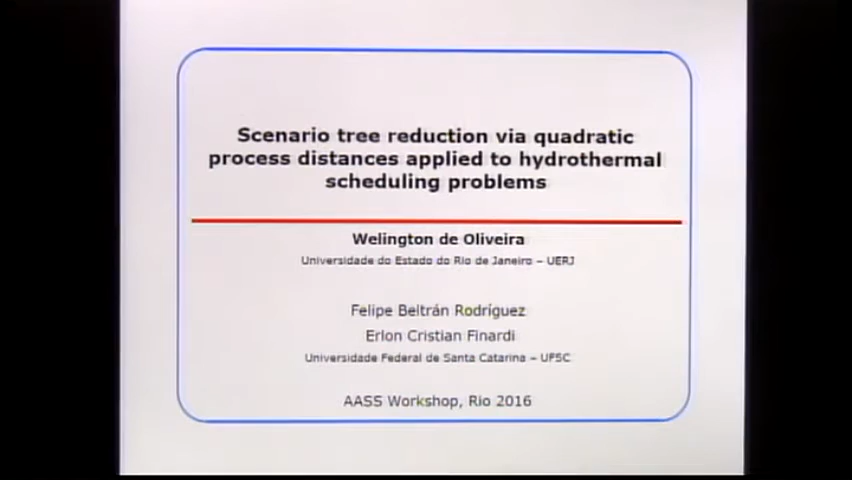 Scenario tree reduction via quadratic
process distances applied to hydrothermal
scheduling problems
Welington de Oliveira
Universidade do Estado do Rio de Janeiro – UERJ
Felipe Beltrán Rodríguez
Erlon Cristian Finardi
Universidade Federal de Santa Catarina – UFSC
AASS Workshop, Rio 2016